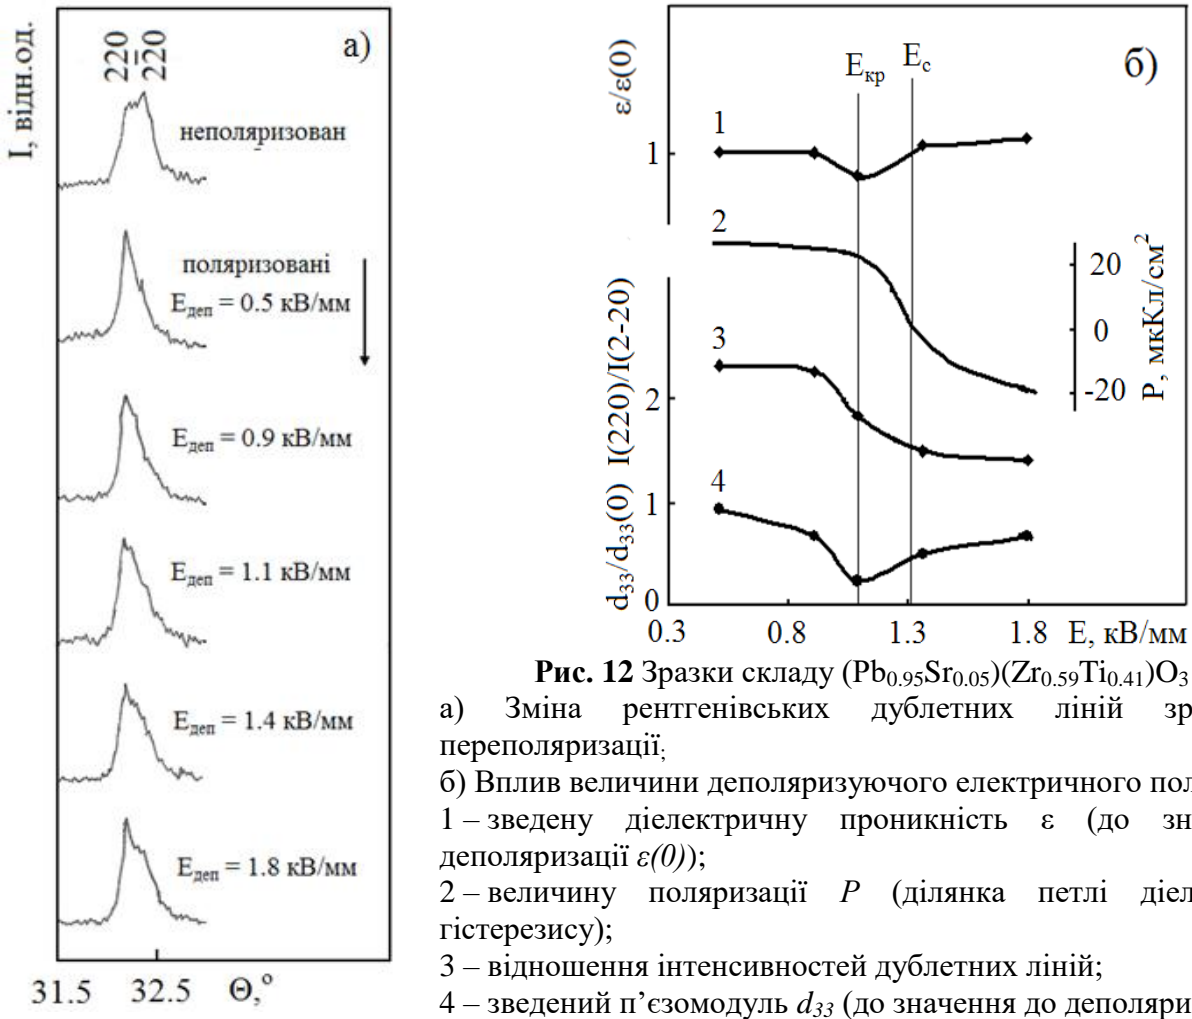 I, відн.од.
220
2̅20
а)
неполяризован
поляризовані
Eдеп = 0.5 кВ/мм
Eдеп = 0.9 кВ/мм
Eдеп = 1.1 кВ/мм
Eдеп = 1.4 кВ/мм
Eдеп = 1.8 кВ/мм
31.5 32.5 Θ,º
ε/ε(0)
Eкр
Eс
б)
1
1
2
20
0
-20
P, мкКл/см²
I(220)/I(2-20)
3
2
4
1
d₃₃/d₃₃(0)
0
0.3 0.8 1.3 1.8 E, кВ/мм
Рис. 12 Зразки складу (Pb₀.₉₅Sr₀.₀₅)(Zr₀.₅₉Ti₀.₄₁)O₃
а) Зміна рентгенівських дублетних ліній зр
переполяризації;
б) Вплив величини деполяризуючого електричного пол
1 – зведену діелектричну проникність ε (до зн
деполяризації ε(0));
2 – величину поляризації P (ділянка петлі діел
гістерезису);
3 – відношення інтенсивностей дублетних ліній;
4 – зведений п’єзомодуль d₃₃ (до значення до деполяри